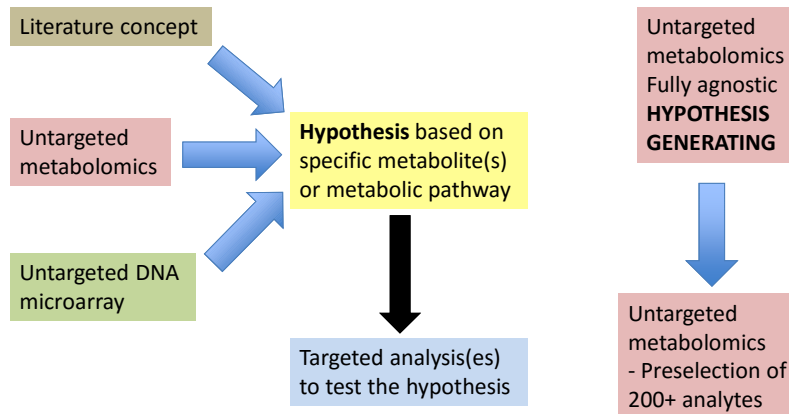 Literature concept
Untargeted
metabolomics
Untargeted DNA
microarray
Hypothesis based on
specific metabolite(s)
or metabolic pathway
Targeted analysis(es)
to test the hypothesis
Untargeted
metabolomics
Fully agnostic
HYPOTHESIS
GENERATING
Untargeted
metabolomics
- Preselection of
200+ analytes